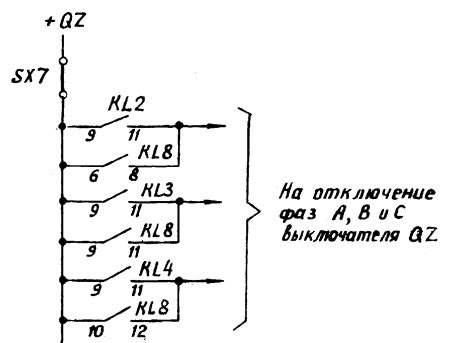 +QZ
SX7
KL2
9 11
KL8
6 8
KL3
9 11
KL8
9 11
KL4
9 11
KL8
10 12
На отключение
фаз А, В и С
выключателя QZ